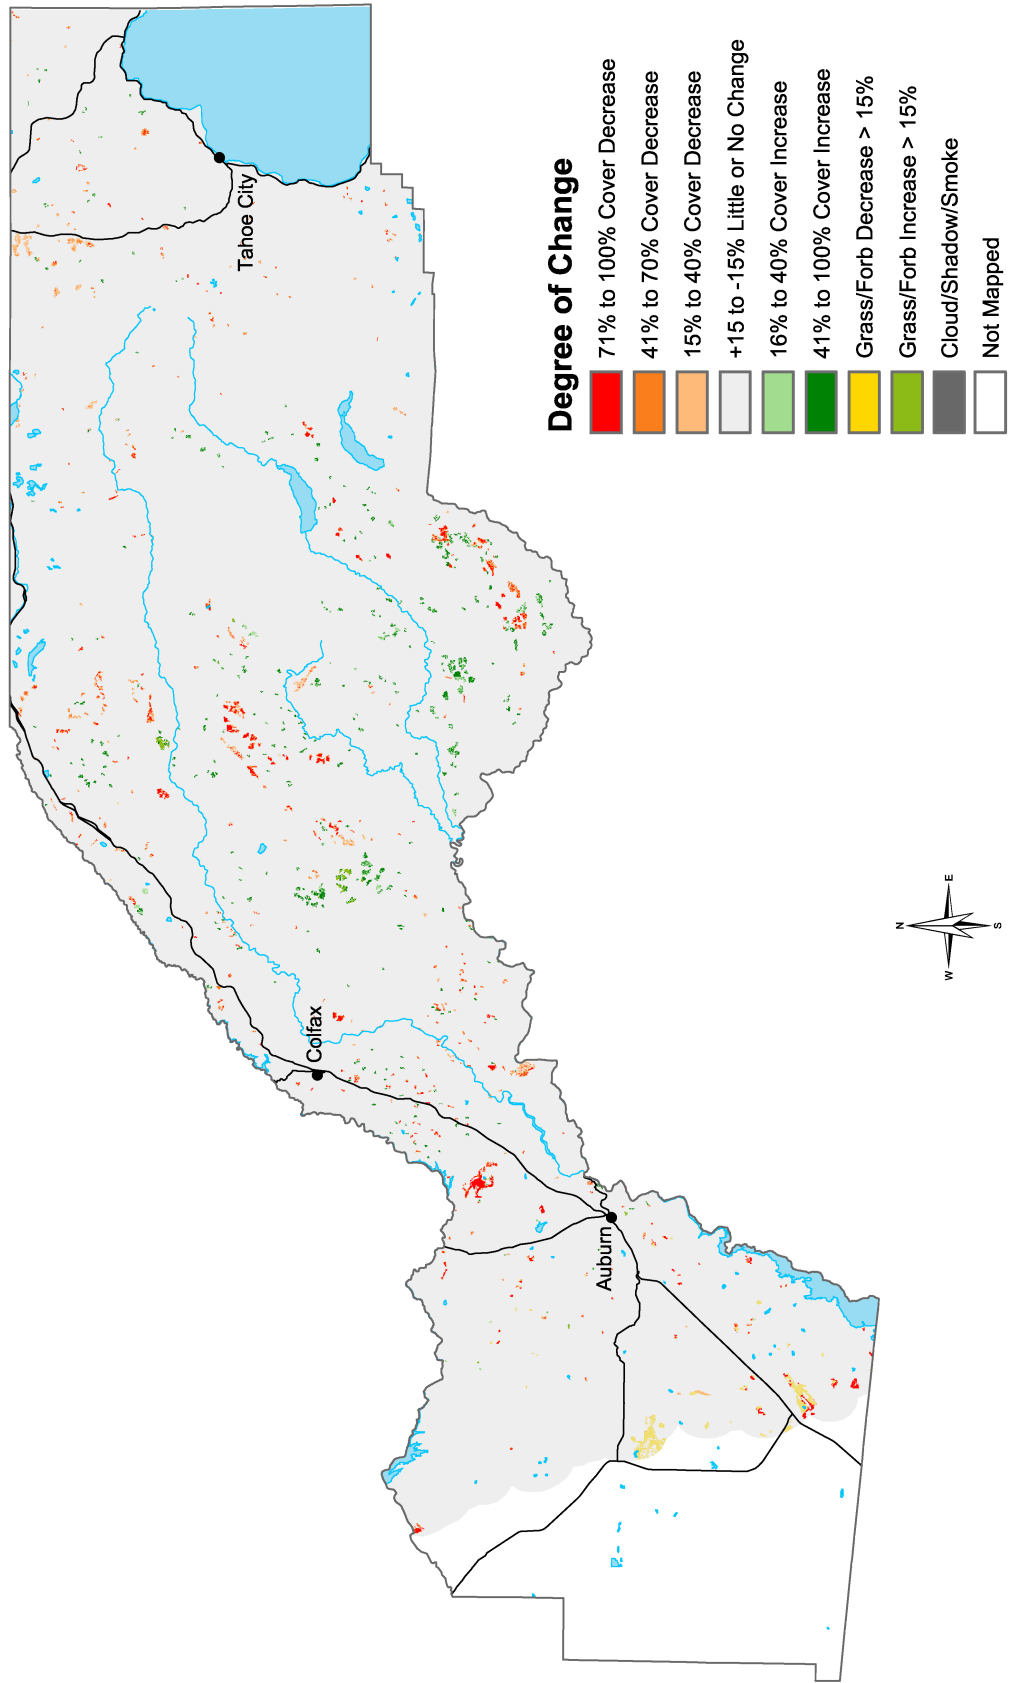 Tahoe City
Colfax
Auburn
Degree of Change
71% to 100% Cover Decrease
41% to 70% Cover Decrease
15% to 40% Cover Decrease
+15 to -15% Little or No Change
16% to 40% Cover Increase
41% to 100% Cover Increase
Grass/Forb Decrease > 15%
Grass/Forb Increase > 15%
Cloud/Shadow/Smoke
Not Mapped
N
W
E
S